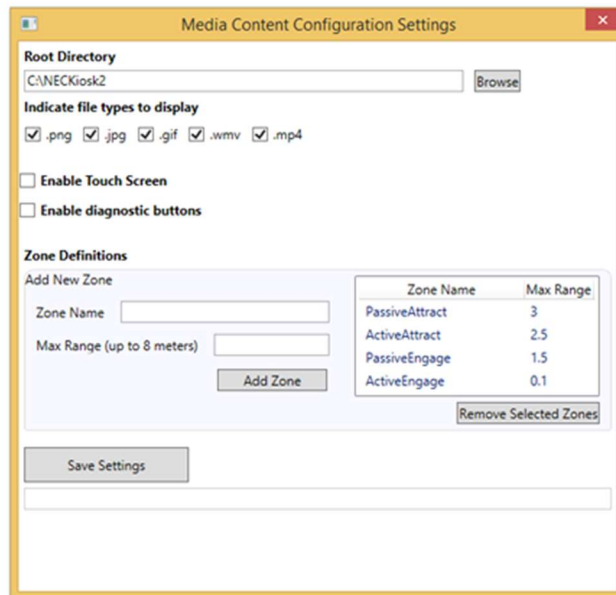 Media Content Configuration Settings
Root Directory
C:\NECKiosk2
Browse
Indicate file types to display
.png .jpg .gif .wmv .mp4
Enable Touch Screen
Enable diagnostic buttons
Zone Definitions
Add New Zone
Zone Name
Max Range (up to 8 meters)
Add Zone
Zone Name Max Range
PassiveAttract 3
ActiveAttract 2.5
PassiveEngage 1.5
ActiveEngage 0.1
Remove Selected Zones
Save Settings